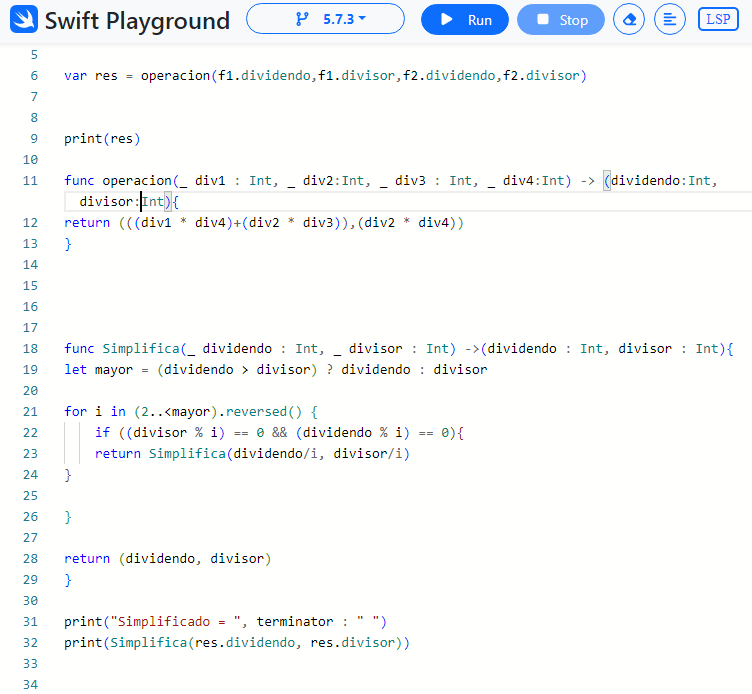 Swift Playground 5.7.3 Run Stop LSP
5
6 var res = operacion(f1.dividendo,f1.divisor,f2.dividendo,f2.divisor)
7
8
9 print(res)
10
11 func operacion(_ div1 : Int, _ div2:Int, _ div3 : Int, _ div4:Int) -> (dividendo:Int,
divisor:Int){
12 return (((div1 * div4)+(div2 * div3)),(div2 * div4))
13 }
14
15
16
17
18 func Simplifica(_ dividendo : Int, _ divisor : Int) ->(dividendo : Int, divisor : Int){
19 let mayor = (dividendo > divisor) ? dividendo : divisor
20
21 for i in (2..<mayor).reversed() {
22 if ((divisor % i) == 0 && (dividendo % i) == 0){
23 return Simplifica(dividendo/i, divisor/i)
24 }
25
26 }
27
28 return (dividendo, divisor)
29 }
30
31 print("Simplificado = ", terminator : " ")
32 print(Simplifica(res.dividendo, res.divisor))
33
34